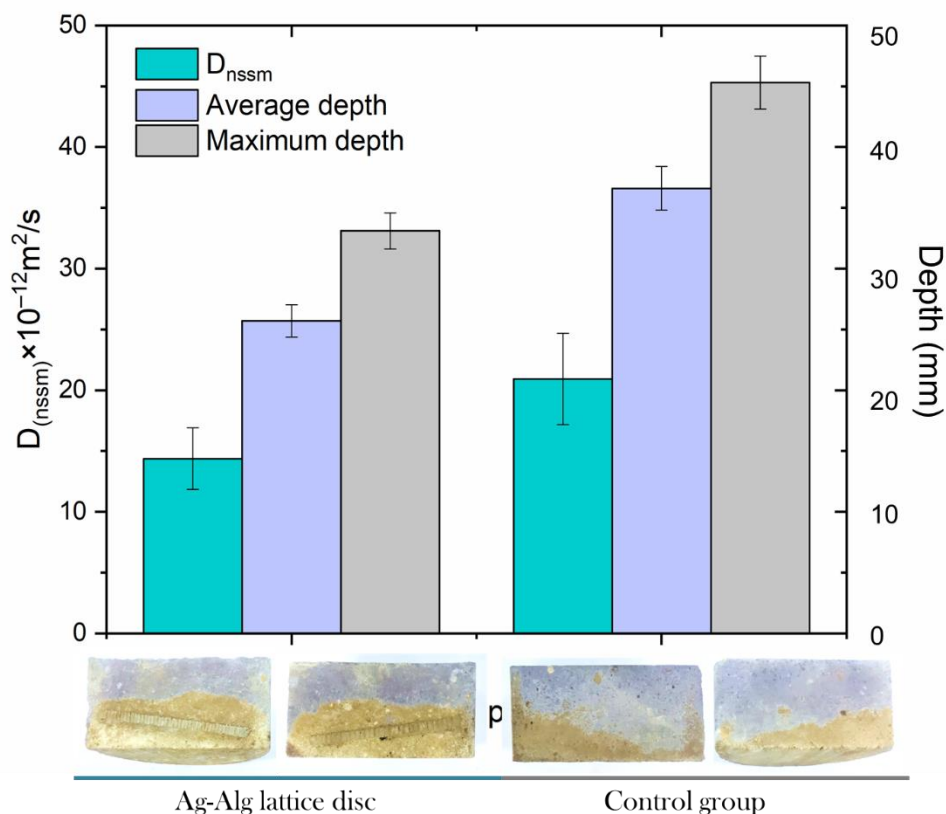 50
40
30
20
10
0
D(nssm)×10⁻¹²m²/s
Dnssm
Average depth
Maximum depth
50
40
30
20
10
0
Depth (mm)
p
Ag-Alg lattice disc
Control group